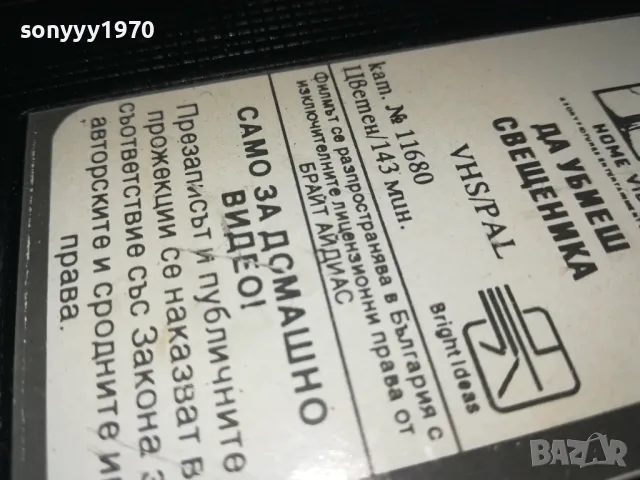 sonyyy1970
HOME VI
ДА УБИЕШ
СВЕЩЕНИКА
VHS/PAL
Bright Ideas
кат. № 11680
Цветен/143 мин.
Филмът се разпространява в България с
изключителните лицензионни права от
БРАЙТ АЙДИАС
САМО ЗА ДОМАШНО
ВИДЕО!
Презаписът и публичните
прожекции се наказват в
съответствие със Закона з
авторските и сродните и
права.
BAZAR
bg